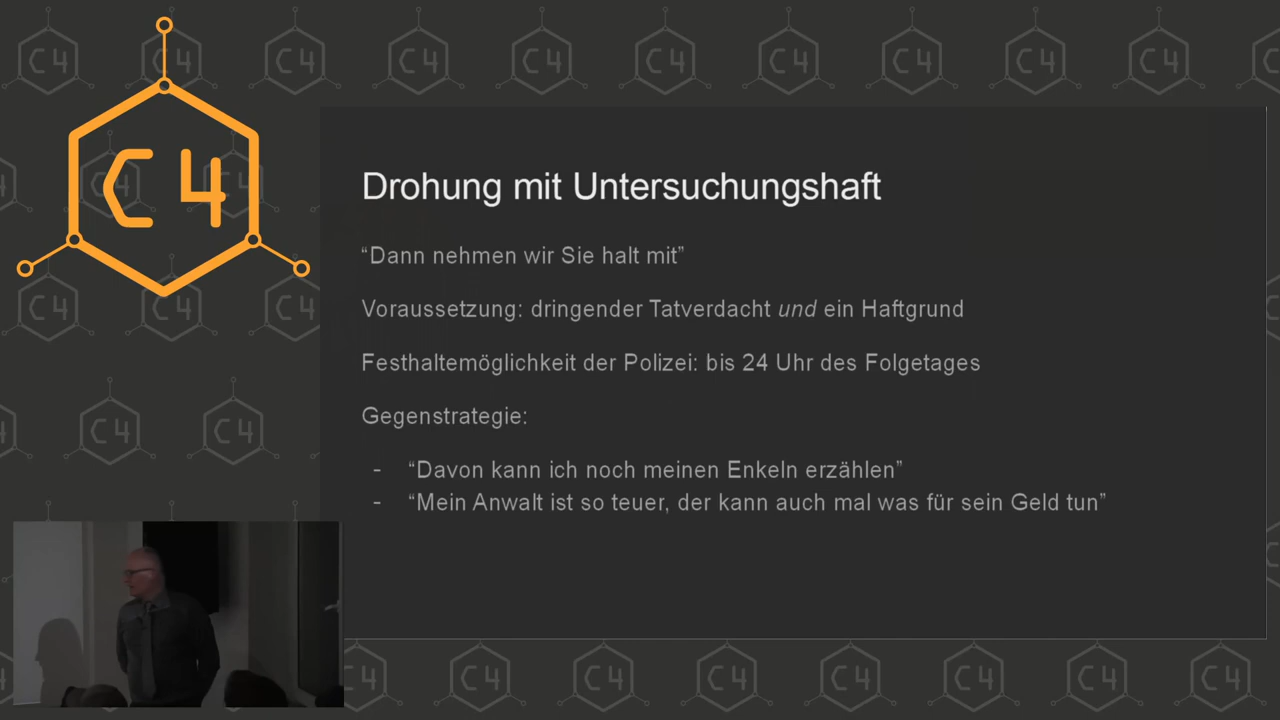 C4
Drohung mit Untersuchungshaft
“Dann nehmen wir Sie halt mit”
Voraussetzung: dringender Tatverdacht und ein Haftgrund
Festhaltemöglichkeit der Polizei: bis 24 Uhr des Folgetages
Gegenstrategie:
- “Davon kann ich noch meinen Enkeln erzählen”
- “Mein Anwalt ist so teuer, der kann auch mal was für sein Geld tun”